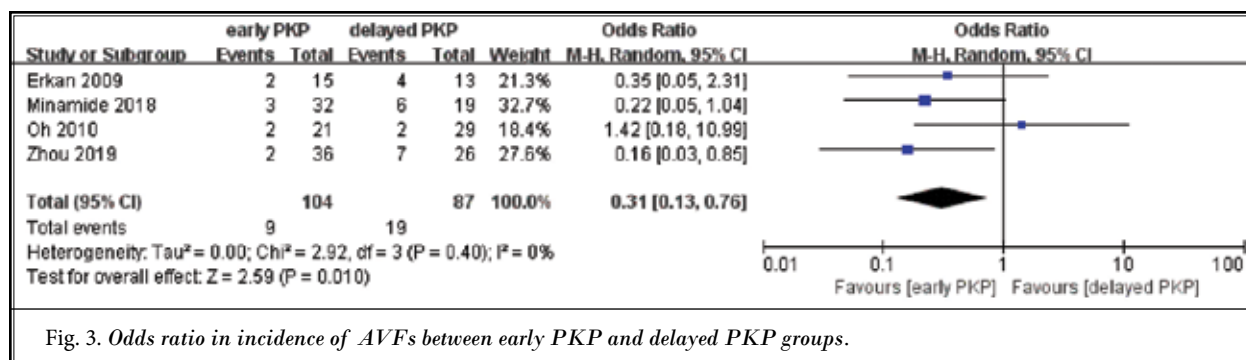 early PKP delayed PKP Odds Ratio Odds Ratio
Study or Subgroup Events Total Events Total Weight M-H, Random, 95% CI M-H, Random, 95% CI
Erkan 2009 2 15 4 13 21.3% 0.35 [0.05, 2.31]
Minamide 2018 3 32 6 19 32.7% 0.22 [0.05, 1.04]
Oh 2010 2 21 2 29 18.4% 1.42 [0.18, 10.99]
Zhou 2019 2 36 7 26 27.6% 0.16 [0.03, 0.85]
Total (95% CI) 104 87 100.0% 0.31 [0.13, 0.76]
Total events 9 19
Heterogeneity: Tau² = 0.00; Chi² = 2.92, df = 3 (P = 0.40); I² = 0%
Test for overall effect: Z = 2.59 (P = 0.010)
0.01 0.1 1 10 100
Favours [early PKP] Favours [delayed PKP]
Fig. 3. Odds ratio in incidence of AVFs between early PKP and delayed PKP groups.